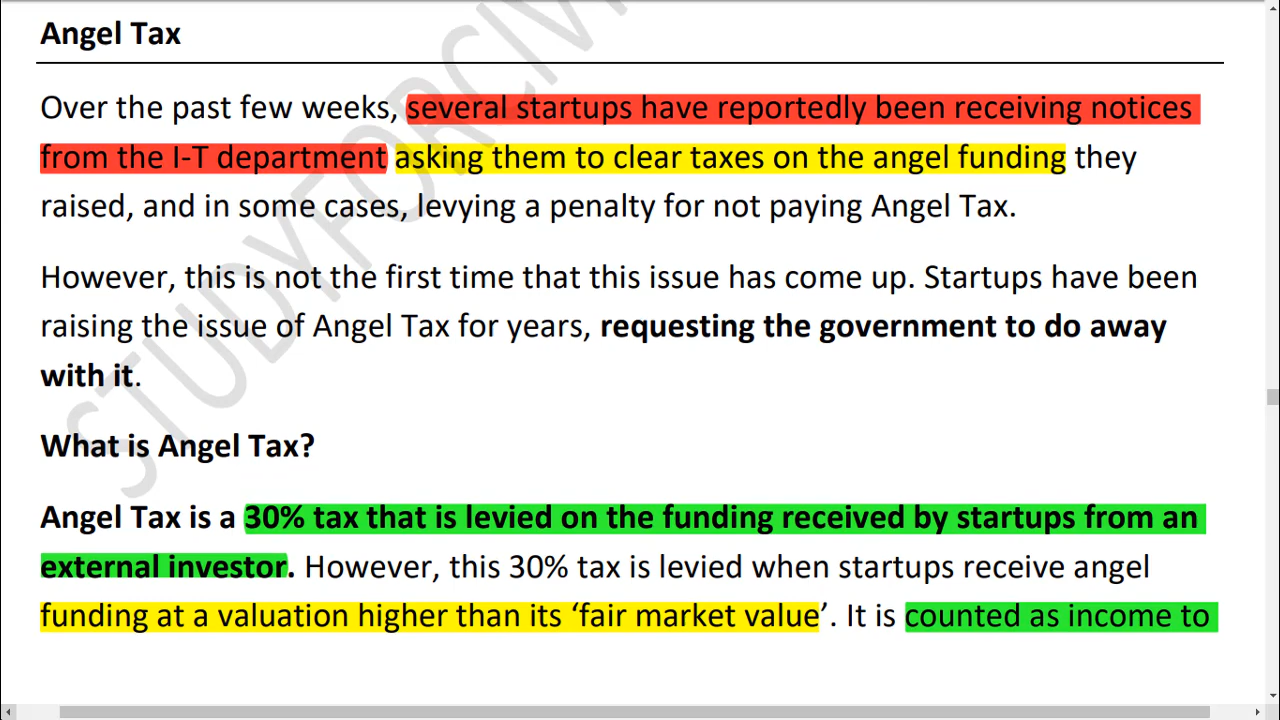 Angel Tax
Over the past few weeks, several startups have reportedly been receiving notices
from the I-T department asking them to clear taxes on the angel funding they
raised, and in some cases, levying a penalty for not paying Angel Tax.
However, this is not the first time that this issue has come up. Startups have been
raising the issue of Angel Tax for years, requesting the government to do away
with it.
What is Angel Tax?
Angel Tax is a 30% tax that is levied on the funding received by startups from an
external investor. However, this 30% tax is levied when startups receive angel
funding at a valuation higher than its ‘fair market value’. It is counted as income to
STUDYFORCIV